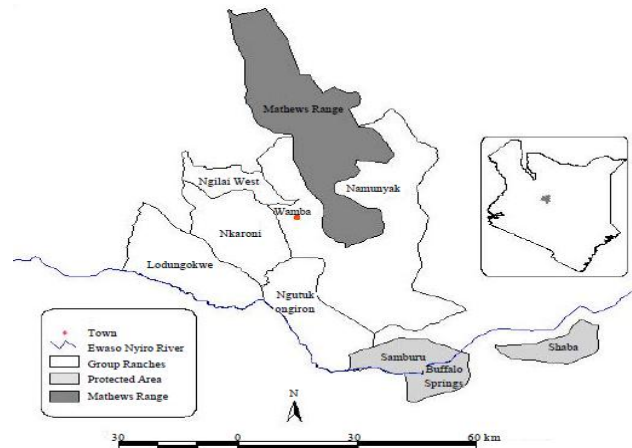 Mathews Range
Ngilai West
Namunyak
Wamba
Nkaroni
Lodungokwe
Ngutuk
ongiron
Samburu
Buffalo
Springs
Shaba
Town
Ewaso Nyiro River
Group Ranches
Protected Area
Mathews Range
N
30 0 30 60 km